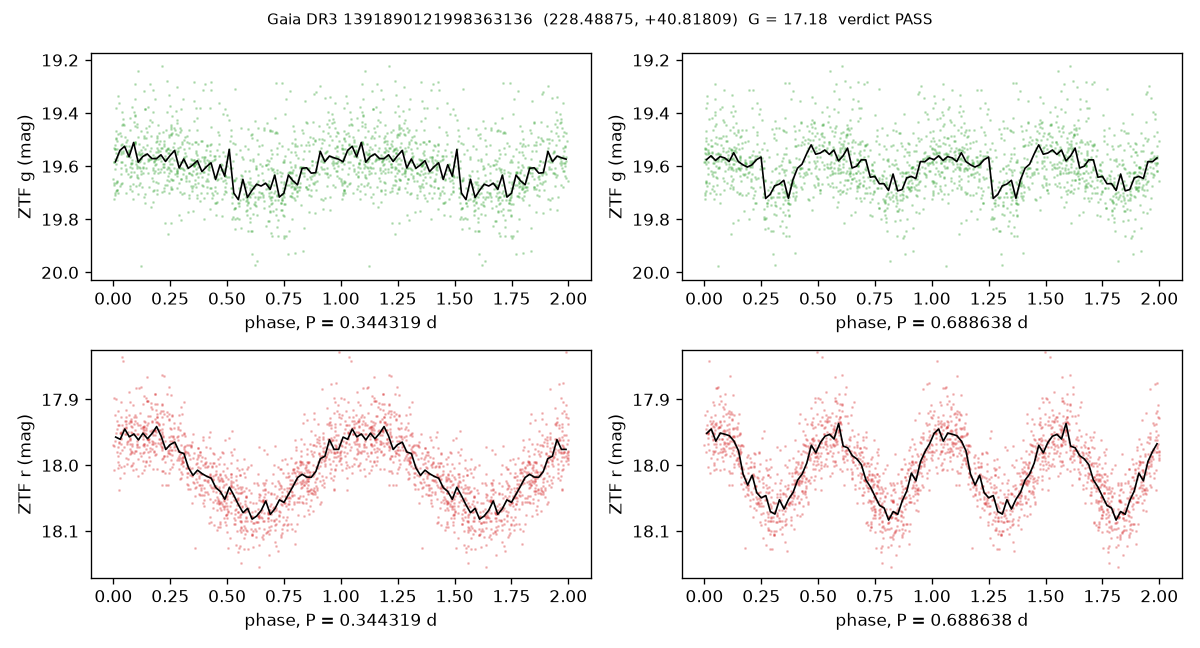 Gaia DR3 1391890121998363136 (228.48875, +40.81809) G = 17.18 verdict PASS
ZTF g (mag)
19.2
19.4
19.6
19.8
20.0
0.00 0.25 0.50 0.75 1.00 1.25 1.50 1.75 2.00
phase, P = 0.344319 d
ZTF g (mag)
19.2
19.4
19.6
19.8
20.0
0.00 0.25 0.50 0.75 1.00 1.25 1.50 1.75 2.00
phase, P = 0.688638 d
ZTF r (mag)
17.9
18.0
18.1
0.00 0.25 0.50 0.75 1.00 1.25 1.50 1.75 2.00
phase, P = 0.344319 d
ZTF r (mag)
17.9
18.0
18.1
0.00 0.25 0.50 0.75 1.00 1.25 1.50 1.75 2.00
phase, P = 0.688638 d